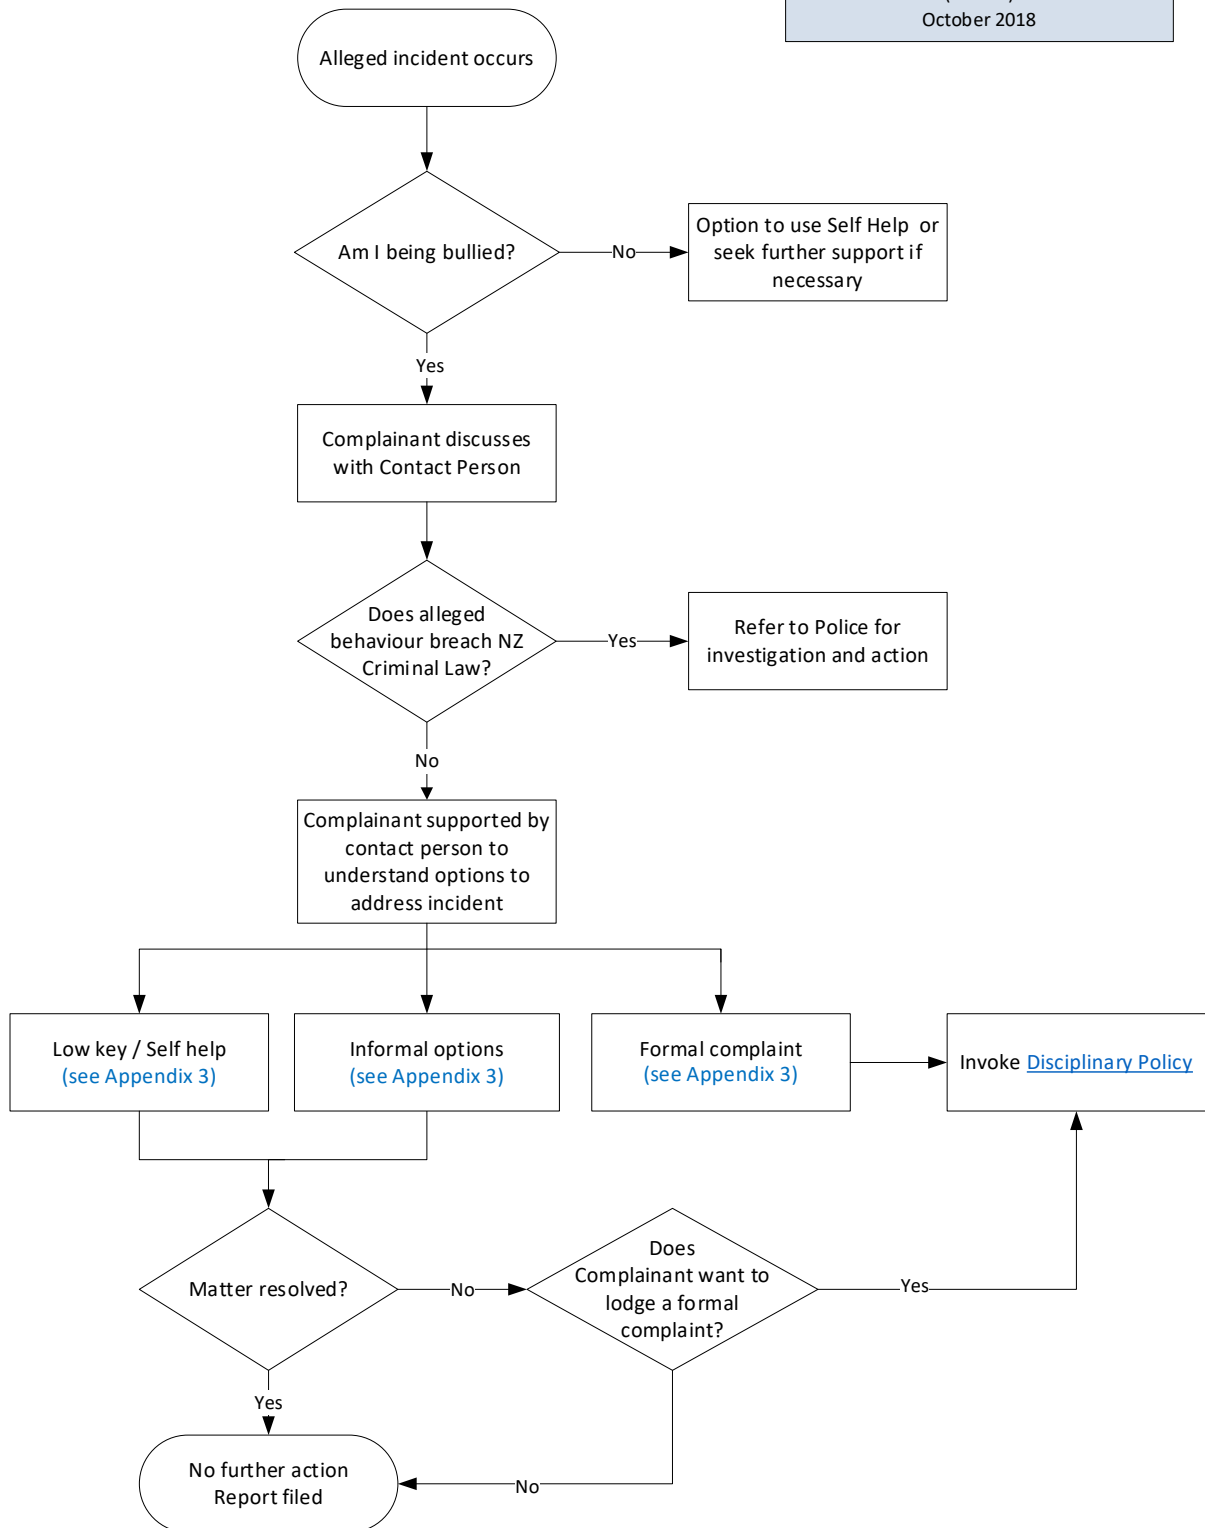 October 2018
Alleged incident occurs
Am I being bullied?
No
Option to use Self Help or
seek further support if
necessary
Yes
Complainant discusses
with Contact Person
Does alleged
behaviour breach NZ
Criminal Law?
Yes
Refer to Police for
investigation and action
No
Complainant supported by
contact person to
understand options to
address incident
Low key / Self help
(see Appendix 3)
Informal options
(see Appendix 3)
Formal complaint
(see Appendix 3)
Invoke Disciplinary Policy
Matter resolved?
No
Does
Complainant want to
lodge a formal
complaint?
Yes
Yes
No further action
Report filed
No